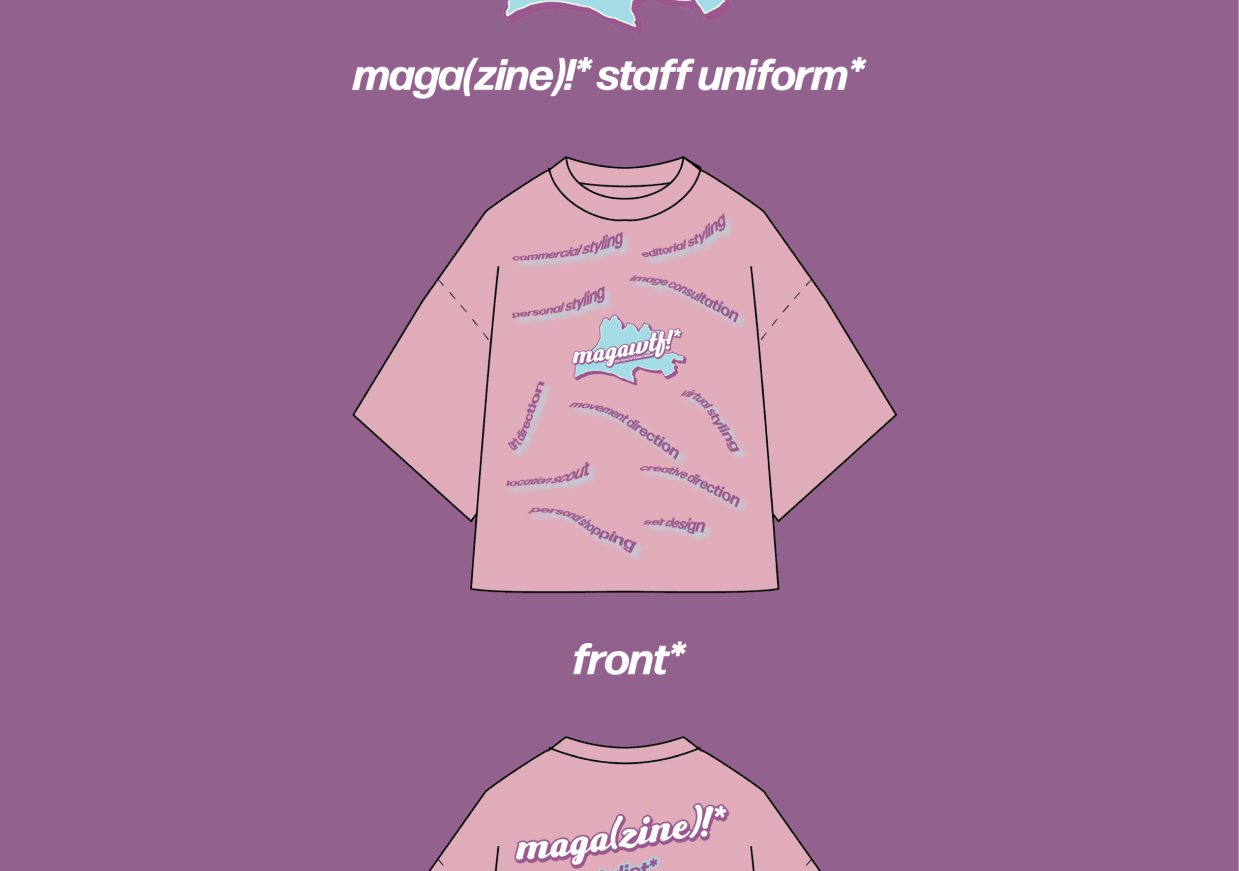 maga(zine)!* staff uniform*
commercial styling
editorial styling
image consultation
personal styling
magawtf!*
art direction
movement direction
virtual styling
location scout
creative direction
personal shopping
set design
front*
maga(zine)!*